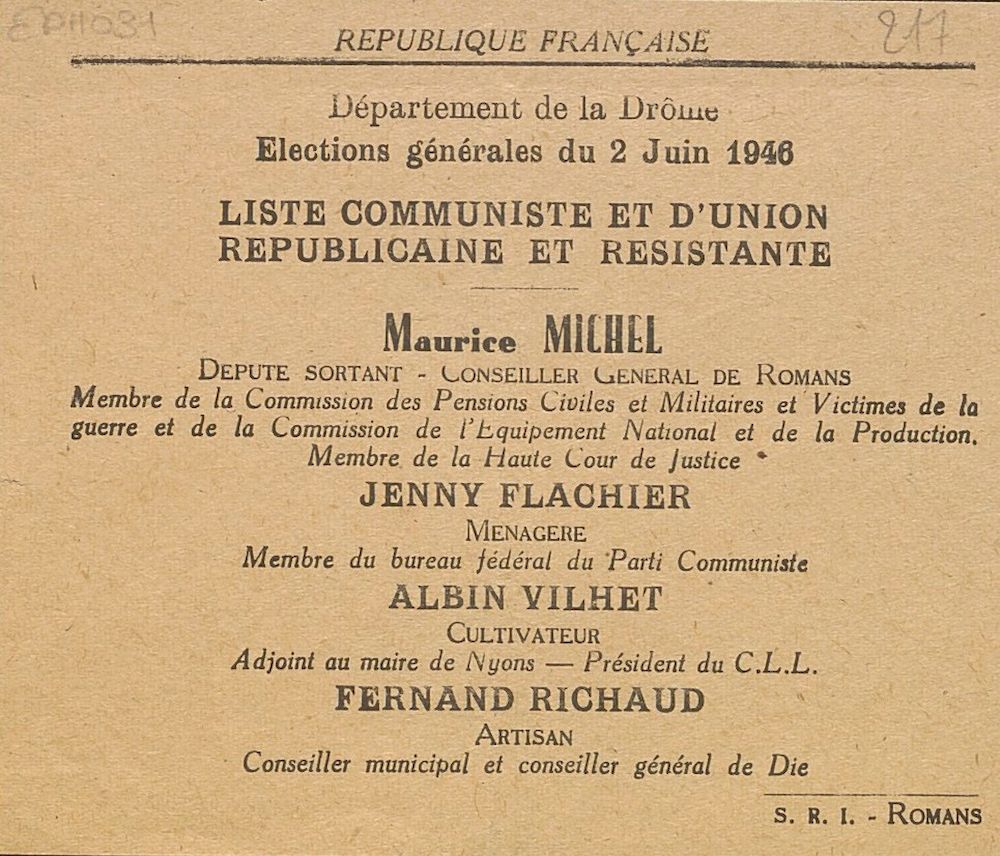 EPH031
217
REPUBLIQUE FRANÇAISE
Département de la Drôme
Elections générales du 2 Juin 1946
LISTE COMMUNISTE ET D'UNION
REPUBLICAINE ET RESISTANTE
Maurice MICHEL
DEPUTE SORTANT - CONSEILLER GENERAL DE ROMANS
Membre de la Commission des Pensions Civiles et Militaires et Victimes de la
guerre et de la Commission de l'Equipement National et de la Production.
Membre de la Haute Cour de Justice
JENNY FLACHIER
MENAGERE
Membre du bureau fédéral du Parti Communiste
ALBIN VILHET
CULTIVATEUR
Adjoint au maire de Nyons — Président du C.L.L.
FERNAND RICHAUD
ARTISAN
Conseiller municipal et conseiller général de Die
S. R. I. - ROMANS